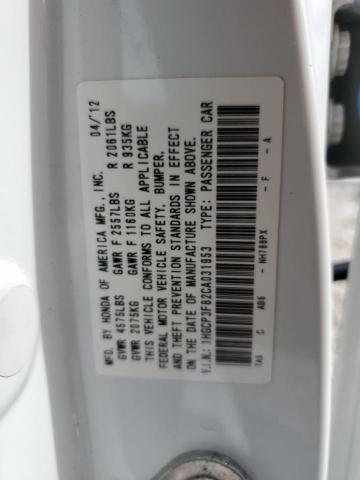 MFD. BY HONDA OF AMERICA MFG., INC. 04/'12
GVWR 4575LBS GAWR F 2557LBS R 2061LBS
GVWR 2075KG GAWR F 1160KG R 935KG
THIS VEHICLE CONFORMS TO ALL APPLICABLE
FEDERAL MOTOR VEHICLE SAFETY, BUMPER,
AND THEFT PREVENTION STANDARDS IN EFFECT
ON THE DATE OF MANUFACTURE SHOWN ABOVE.
V.I.N.: 1HGCP3F82CA031953 TYPE: PASSENGER CAR
TA5 C AB5 - NH788PX - F - A